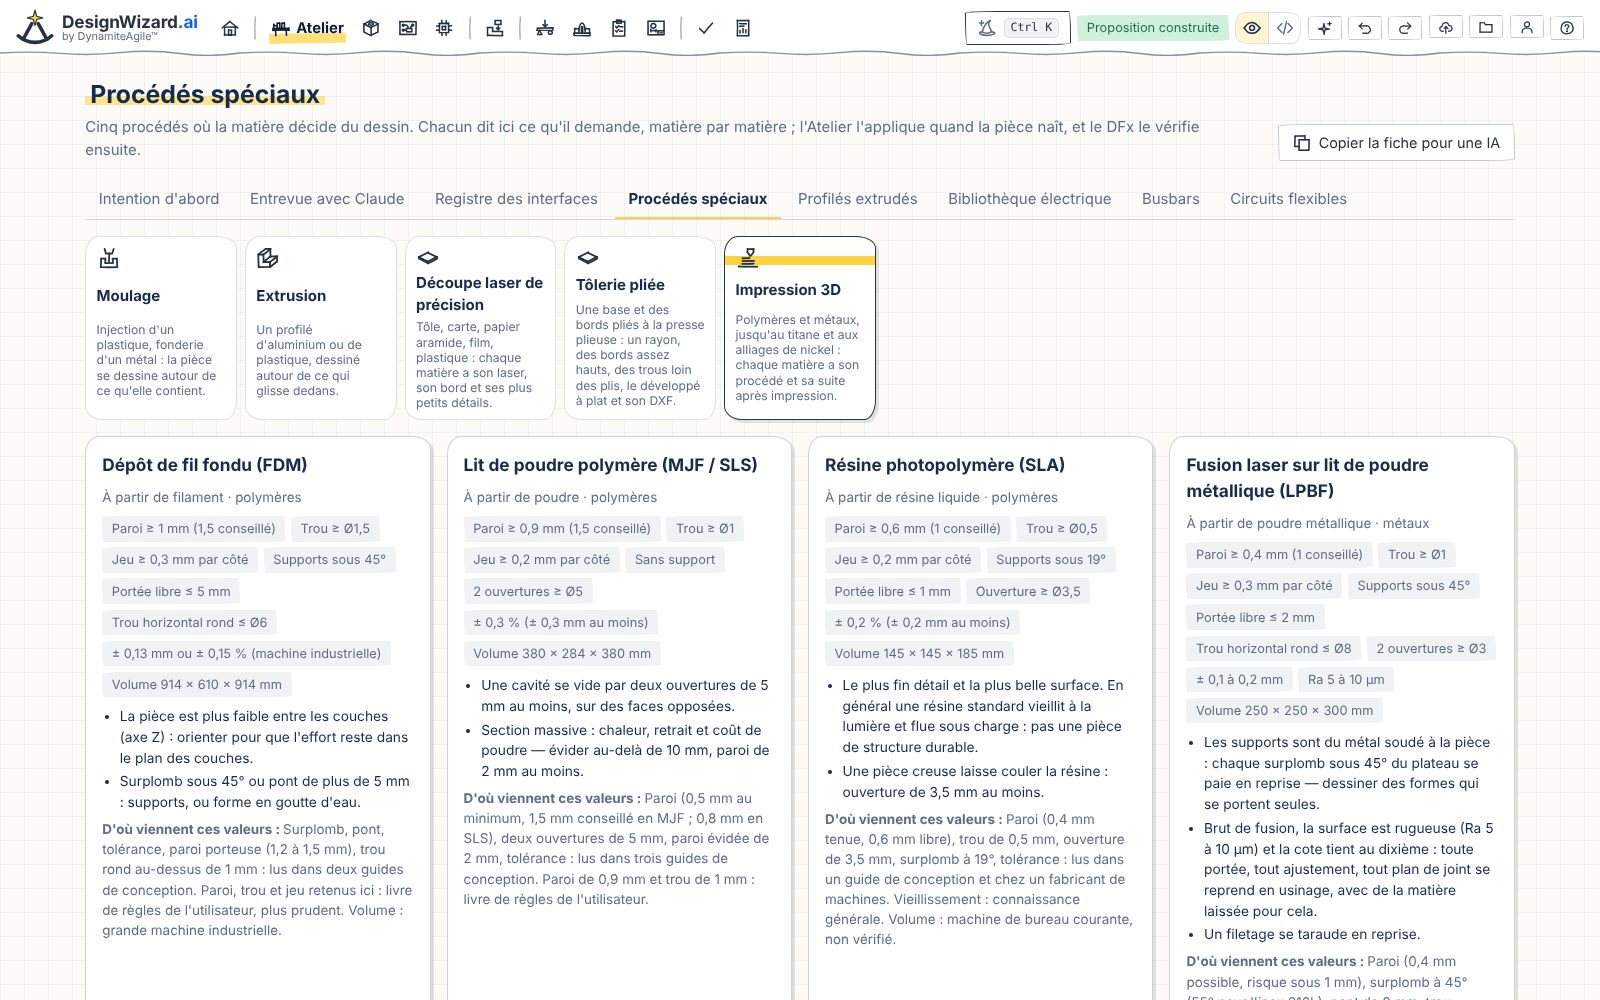 DesignWizard.ai
by DynamiteAgile™
Atelier
Ctrl K
Proposition construite
Procédés spéciaux
Cinq procédés où la matière décide du dessin. Chacun dit ici ce qu'il demande, matière par matière ; l'Atelier l'applique quand la pièce naît, et le DFx le vérifie
ensuite.
Copier la fiche pour une IA
Intention d'abord
Entrevue avec Claude
Registre des interfaces
Procédés spéciaux
Profilés extrudés
Bibliothèque électrique
Busbars
Circuits flexibles
Moulage
Injection d'un
plastique, fonderie
d'un métal : la pièce
se dessine autour de
ce qu'elle contient.
Extrusion
Un profilé
d'aluminium ou de
plastique, dessiné
autour de ce qui
glisse dedans.
Découpe laser de
précision
Tôle, carte, papier
aramide, film,
plastique : chaque
matière a son laser,
son bord et ses plus
petits détails.
Tôlerie pliée
Une base et des
bords pliés à la presse
plieuse : un rayon,
des bords assez
hauts, des trous loin
des plis, le développé
à plat et son DXF.
Impression 3D
Polymères et métaux,
jusqu'au titane et aux
alliages de nickel :
chaque matière a son
procédé et sa suite
après impression.
Dépôt de fil fondu (FDM)
À partir de filament · polymères
Paroi ≥ 1 mm (1,5 conseillé)
Trou ≥ Ø1,5
Jeu ≥ 0,3 mm par côté
Supports sous 45°
Portée libre ≤ 5 mm
Trou horizontal rond ≤ Ø6
± 0,13 mm ou ± 0,15 % (machine industrielle)
Volume 914 × 610 × 914 mm
• La pièce est plus faible entre les couches
(axe Z) : orienter pour que l'effort reste dans
le plan des couches.
• Surplomb sous 45° ou pont de plus de 5 mm
: supports, ou forme en goutte d'eau.
D'où viennent ces valeurs : Surplomb, pont,
tolérance, paroi porteuse (1,2 à 1,5 mm), trou
rond au-dessus de 1 mm : lus dans deux guides
de conception. Paroi, trou et jeu retenus ici : livre
de règles de l'utilisateur, plus prudent. Volume :
grande machine industrielle.
Lit de poudre polymère (MJF / SLS)
À partir de poudre · polymères
Paroi ≥ 0,9 mm (1,5 conseillé)
Trou ≥ Ø1
Jeu ≥ 0,2 mm par côté
Sans support
2 ouvertures ≥ Ø5
± 0,3 % (± 0,3 mm au moins)
Volume 380 × 284 × 380 mm
• Une cavité se vide par deux ouvertures de 5
mm au moins, sur des faces opposées.
• Section massive : chaleur, retrait et coût de
poudre — évider au-delà de 10 mm, paroi de
2 mm au moins.
D'où viennent ces valeurs : Paroi (0,5 mm au
minimum, 1,5 mm conseillé en MJF ; 0,8 mm en
SLS), deux ouvertures de 5 mm, paroi évidée de
2 mm, tolérance : lus dans trois guides de
conception. Paroi de 0,9 mm et trou de 1 mm :
livre de règles de l'utilisateur.
Résine photopolymère (SLA)
À partir de résine liquide · polymères
Paroi ≥ 0,6 mm (1 conseillé)
Trou ≥ Ø0,5
Jeu ≥ 0,2 mm par côté
Supports sous 19°
Portée libre ≤ 1 mm
Ouverture ≥ Ø3,5
± 0,2 % (± 0,2 mm au moins)
Volume 145 × 145 × 185 mm
• Le plus fin détail et la plus belle surface. En
général une résine standard vieillit à la
lumière et flue sous charge : pas une pièce
de structure durable.
• Une pièce creuse laisse couler la résine :
ouverture de 3,5 mm au moins.
D'où viennent ces valeurs : Paroi (0,4 mm
tenue, 0,6 mm libre), trou de 0,5 mm, ouverture
de 3,5 mm, surplomb à 19°, tolérance : lus dans
un guide de conception et chez un fabricant de
machines. Vieillissement : connaissance
générale. Volume : machine de bureau courante,
non vérifié.
Fusion laser sur lit de poudre
métallique (LPBF)
À partir de poudre métallique · métaux
Paroi ≥ 0,4 mm (1 conseillé)
Trou ≥ Ø1
Jeu ≥ 0,3 mm par côté
Supports sous 45°
Portée libre ≤ 2 mm
Trou horizontal rond ≤ Ø8
2 ouvertures ≥ Ø3
± 0,1 à 0,2 mm
Ra 5 à 10 µm
Volume 250 × 250 × 300 mm
• Les supports sont du métal soudé à la pièce
: chaque surplomb sous 45° du plateau se
paie en reprise — dessiner des formes qui
se portent seules.
• Brut de fusion, la surface est rugueuse (Ra 5
à 10 µm) et la cote tient au dixième : toute
portée, tout ajustement, tout plan de joint se
reprend en usinage, avec de la matière
laissée pour cela.
• Un filetage se taraude en reprise.
D'où viennent ces valeurs : Paroi (0,4 mm
possible, risque sous 1 mm), surplomb à 45°